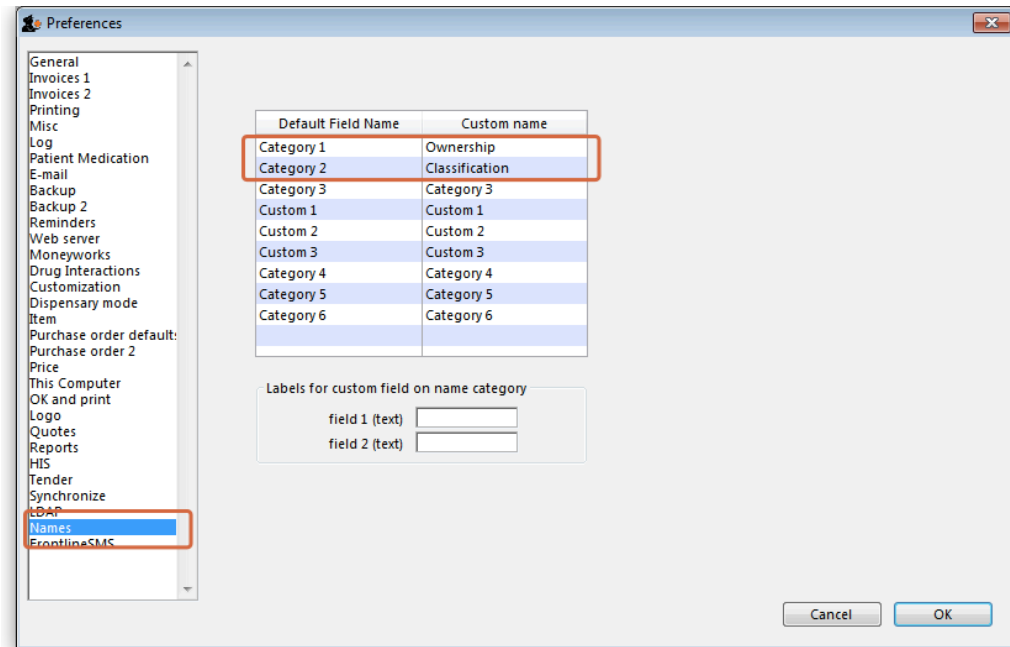 Preferences
General
Invoices 1
Invoices 2
Printing
Misc
Log
Patient Medication
E-mail
Backup
Backup 2
Reminders
Web server
Moneyworks
Drug Interactions
Customization
Dispensary mode
Item
Purchase order defaults
Purchase order 2
Price
This Computer
OK and print
Logo
Quotes
Reports
HIS
Tender
Synchronize
LDAP
Names
FrontlineSMS
Default Field Name Custom name
Category 1 Ownership
Category 2 Classification
Category 3 Category 3
Custom 1 Custom 1
Custom 2 Custom 2
Custom 3 Custom 3
Category 4 Category 4
Category 5 Category 5
Category 6 Category 6
Labels for custom field on name category
field 1 (text)
field 2 (text)
Cancel OK